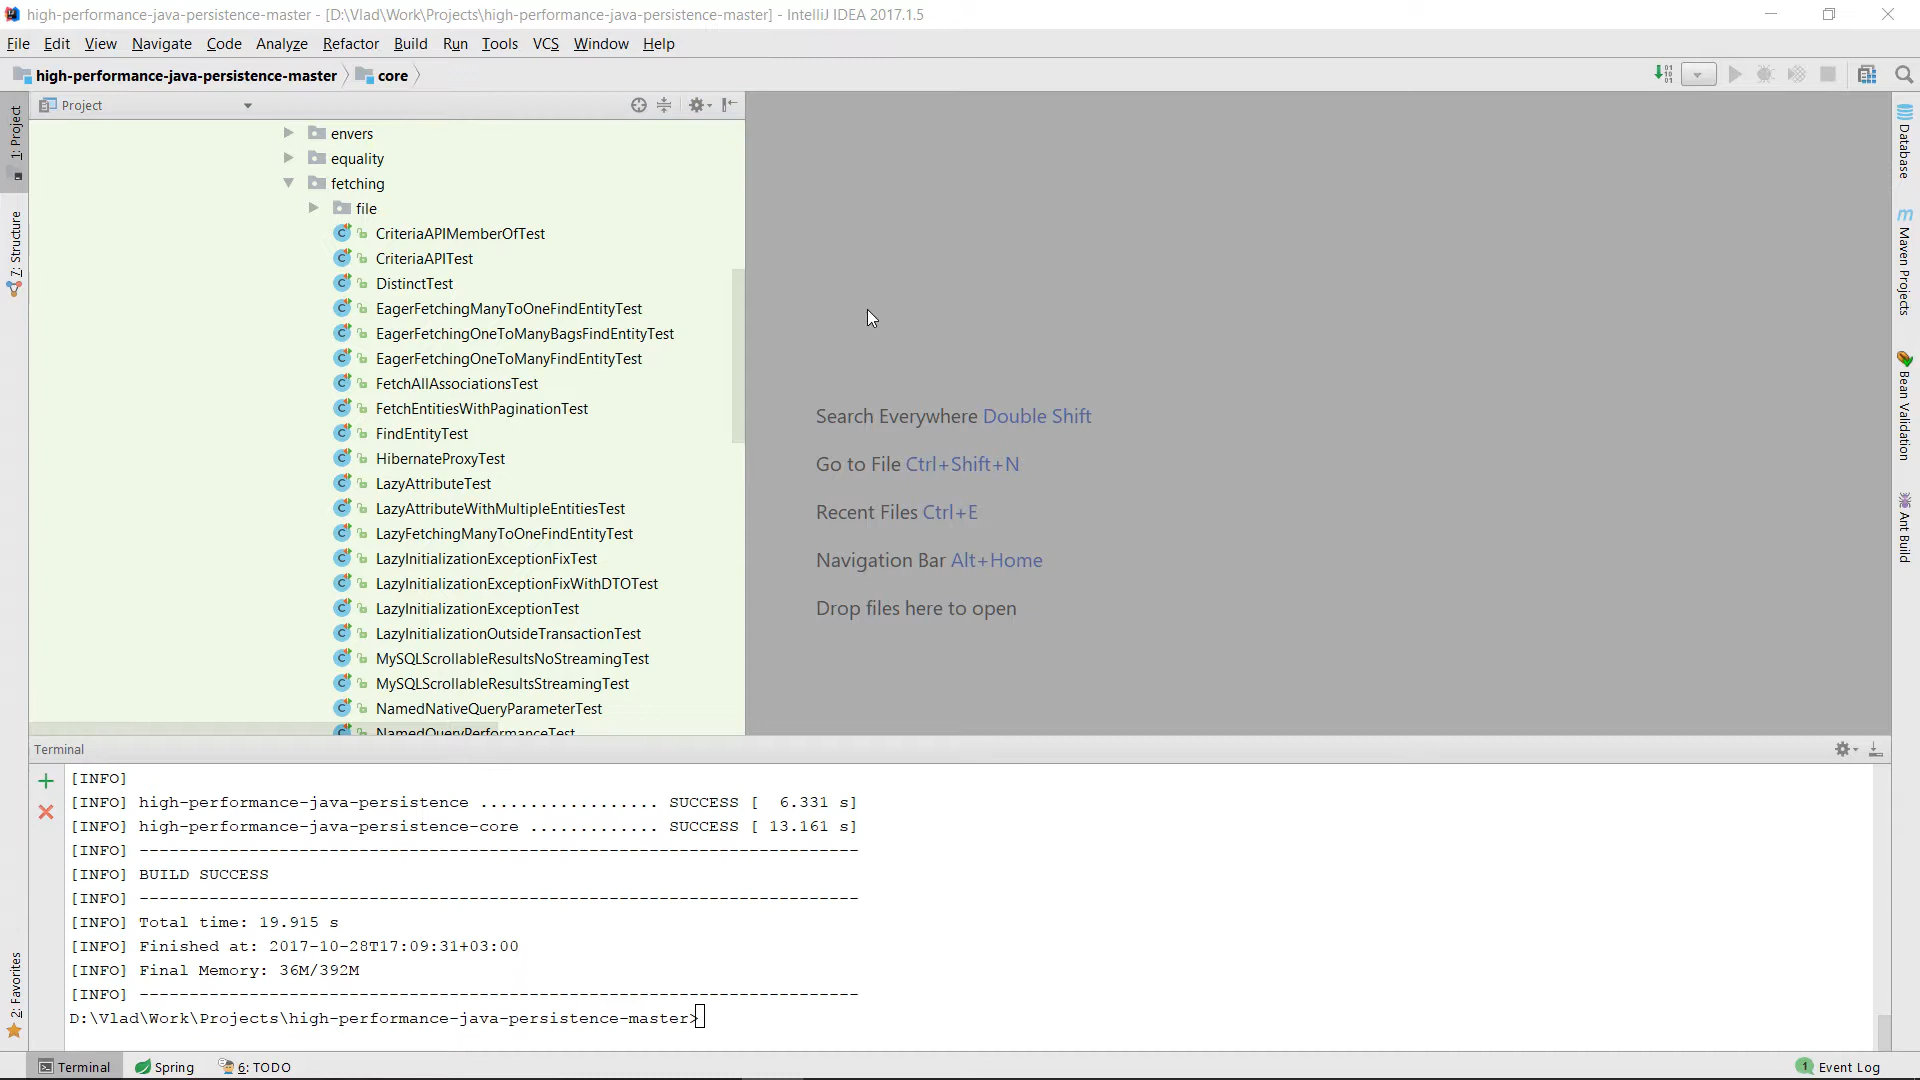 high-performance-java-persistence-master - [D:\Vlad\Work\Projects\high-performance-java-persistence-master] - IntelliJ IDEA 2017.1.5
File Edit View Navigate Code Analyze Refactor Build Run Tools VCS Window Help
high-performance-java-persistence-master core
Project
1: Project
7: Structure
2: Favorites
envers
equality
fetching
file
CriteriaAPIMemberOfTest
CriteriaAPITest
DistinctTest
EagerFetchingManyToOneFindEntityTest
EagerFetchingOneToManyBagsFindEntityTest
EagerFetchingOneToManyFindEntityTest
FetchAllAssociationsTest
FetchEntitiesWithPaginationTest
FindEntityTest
HibernateProxyTest
LazyAttributeTest
LazyAttributeWithMultipleEntitiesTest
LazyFetchingManyToOneFindEntityTest
LazyInitializationExceptionFixTest
LazyInitializationExceptionFixWithDTOTest
LazyInitializationExceptionTest
LazyInitializationOutsideTransactionTest
MySQLScrollableResultsNoStreamingTest
MySQLScrollableResultsStreamingTest
NamedNativeQueryParameterTest
NamedQueryPerformanceTest
Search Everywhere Double Shift
Go to File Ctrl+Shift+N
Recent Files Ctrl+E
Navigation Bar Alt+Home
Drop files here to open
Database
Maven Projects
Bean Validation
Ant Build
Terminal
[INFO]
[INFO] high-performance-java-persistence .................. SUCCESS [  6.331 s]
[INFO] high-performance-java-persistence-core ............. SUCCESS [ 13.161 s]
[INFO] ------------------------------------------------------------------------
[INFO] BUILD SUCCESS
[INFO] ------------------------------------------------------------------------
[INFO] Total time: 19.915 s
[INFO] Finished at: 2017-10-28T17:09:31+03:00
[INFO] Final Memory: 36M/392M
[INFO] ------------------------------------------------------------------------
D:\Vlad\Work\Projects\high-performance-java-persistence-master>
Terminal Spring 6: TODO 1 Event Log